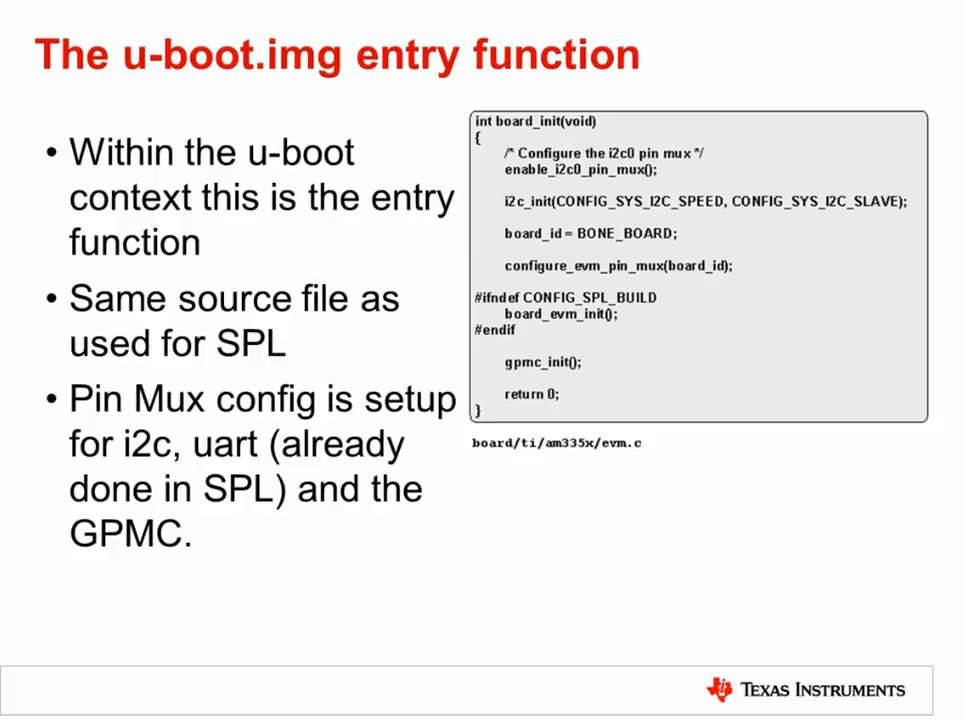 The u-boot.img entry function
• Within the u-boot
context this is the entry
function
• Same source file as
used for SPL
• Pin Mux config is setup
for i2c, uart (already
done in SPL) and the
GPMC.
int board_init(void)
{
/* Configure the i2c0 pin mux */
enable_i2c0_pin_mux();
i2c_init(CONFIG_SYS_I2C_SPEED, CONFIG_SYS_I2C_SLAVE);
board_id = BONE_BOARD;
configure_evm_pin_mux(board_id);
#ifndef CONFIG_SPL_BUILD
board_evm_init();
#endif
gpmc_init();
return 0;
}
board/ti/am335x/evm.c
TEXAS INSTRUMENTS